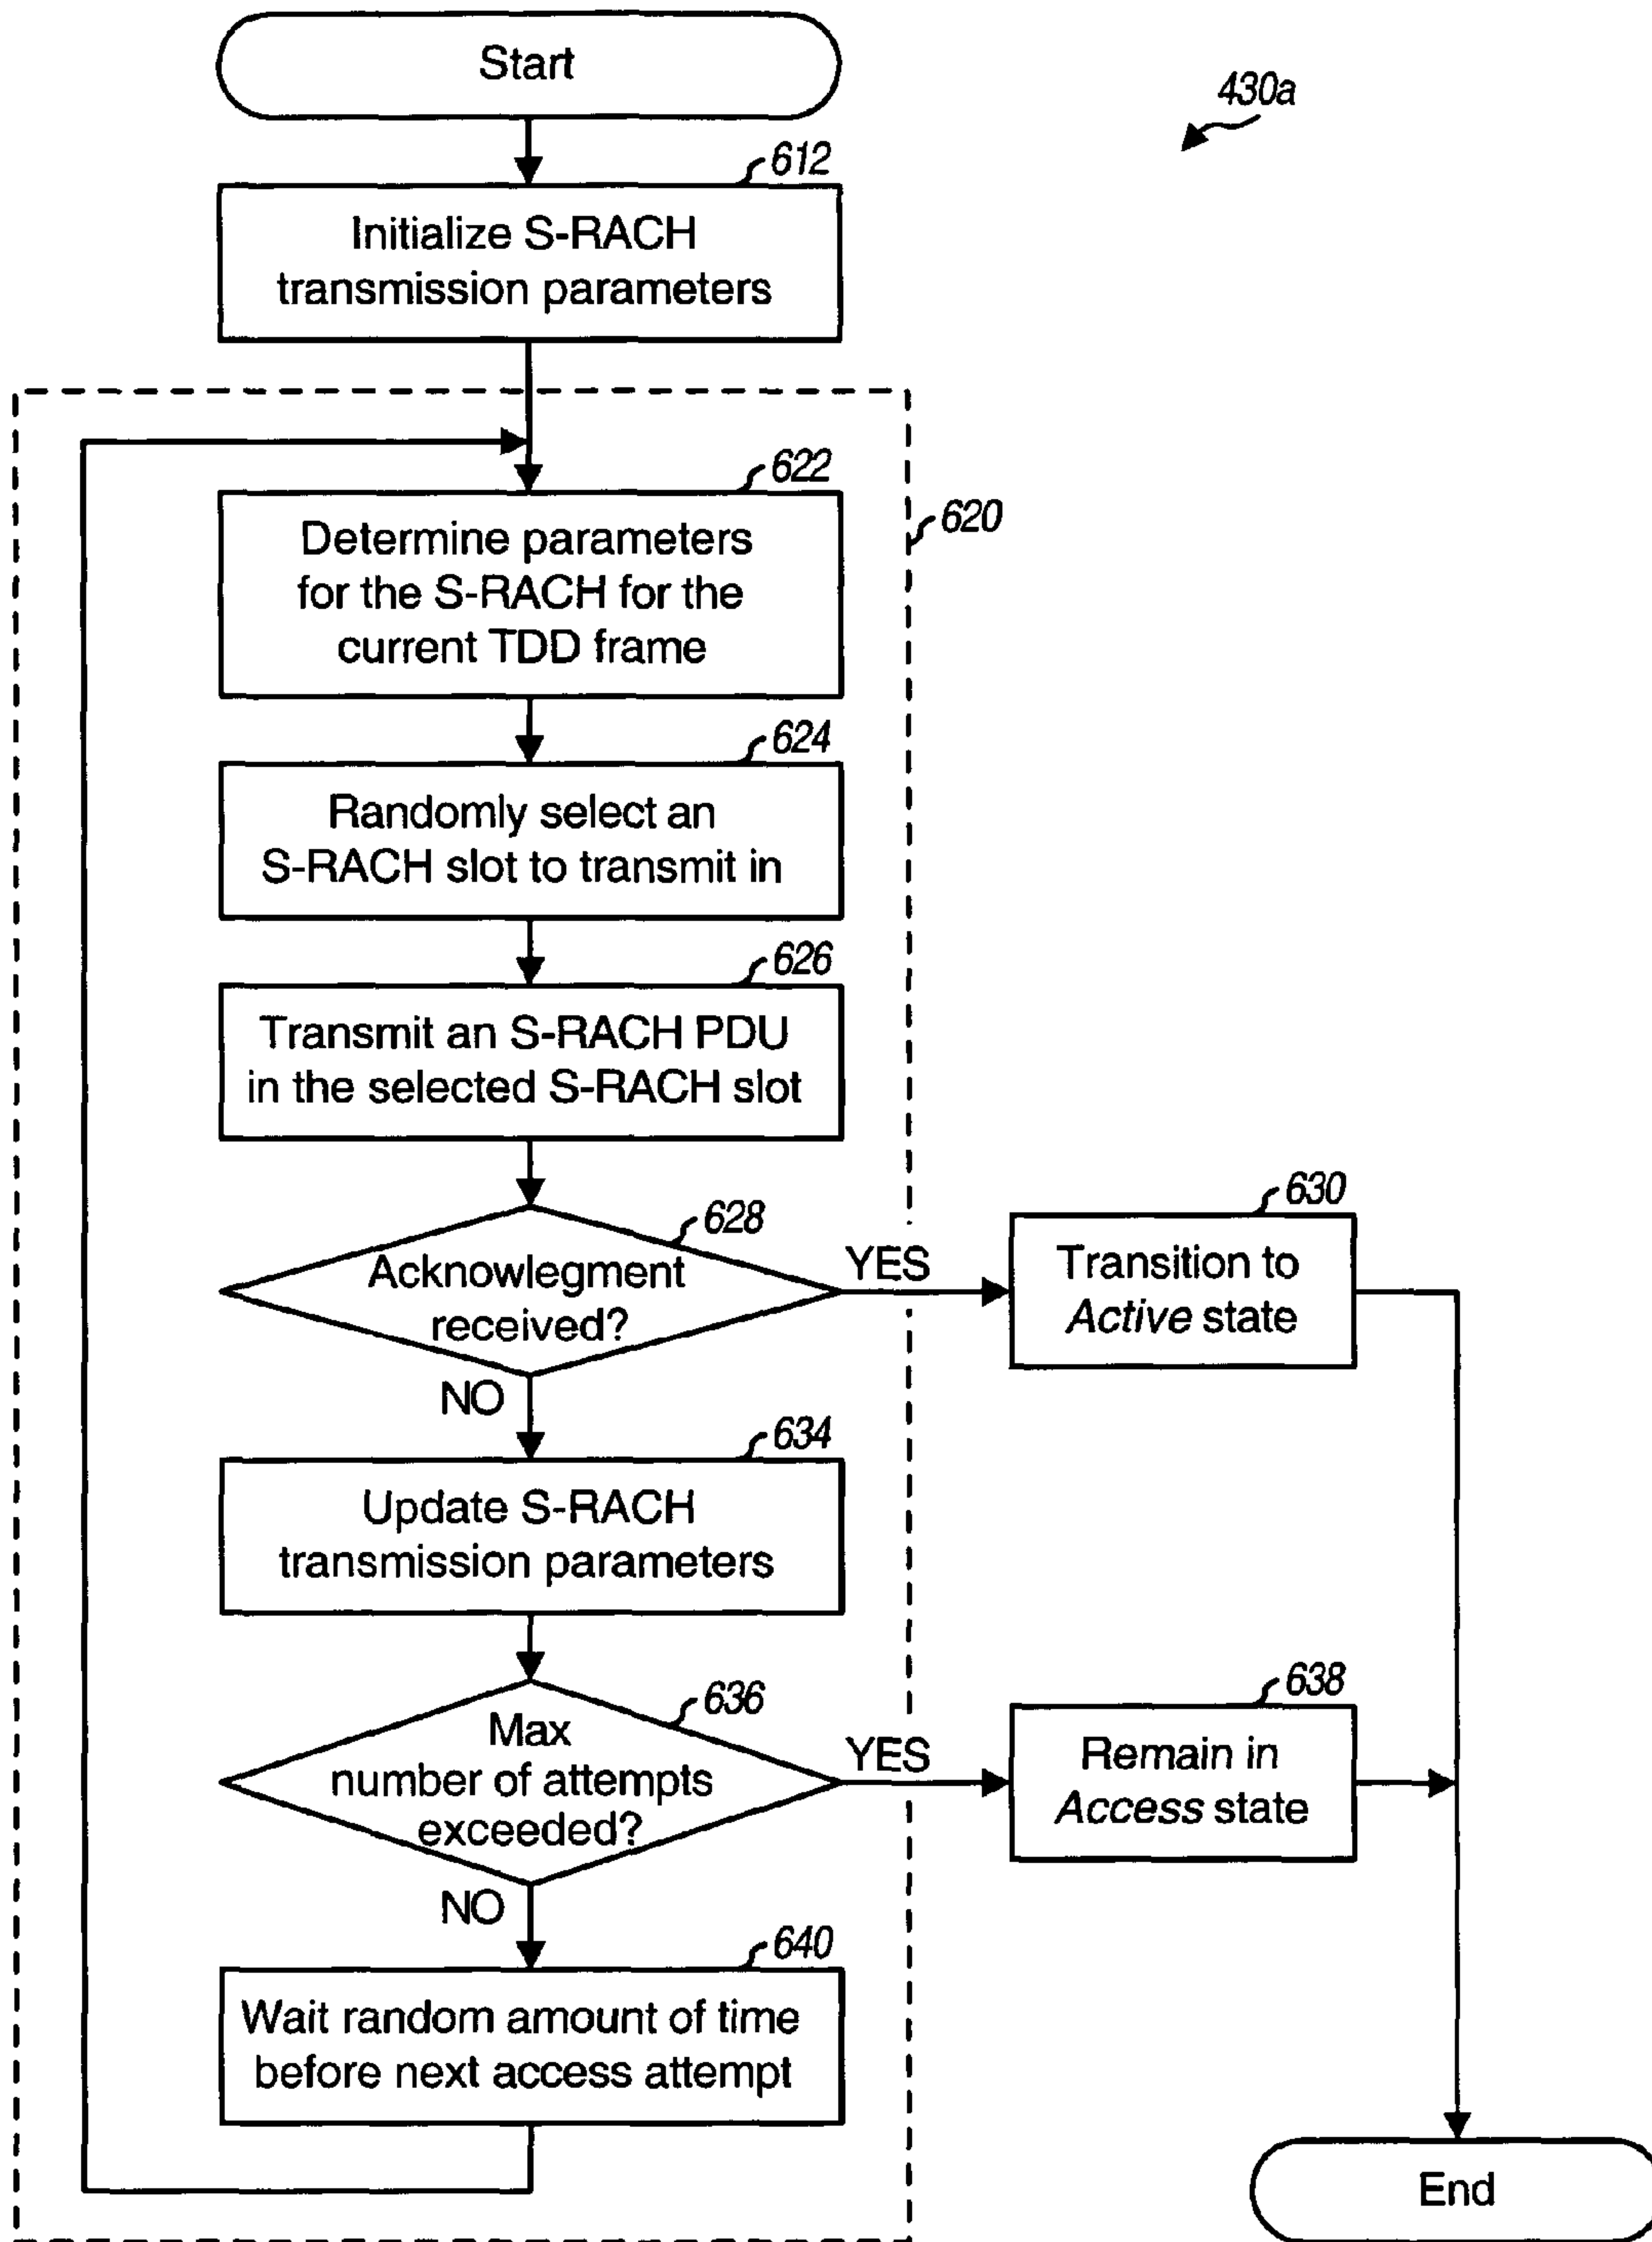 Start
430a
612
Initialize S-RACH
transmission parameters
622
Determine parameters
for the S-RACH for the
current TDD frame
620
624
Randomly select an
S-RACH slot to transmit in
626
Transmit an S-RACH PDU
in the selected S-RACH slot
628
Acknowlegment
received?
YES
NO
630
Transition to
Active state
634
Update S-RACH
transmission parameters
636
Max
number of attempts
exceeded?
YES
NO
638
Remain in
Access state
640
Wait random amount of time
before next access attempt
End